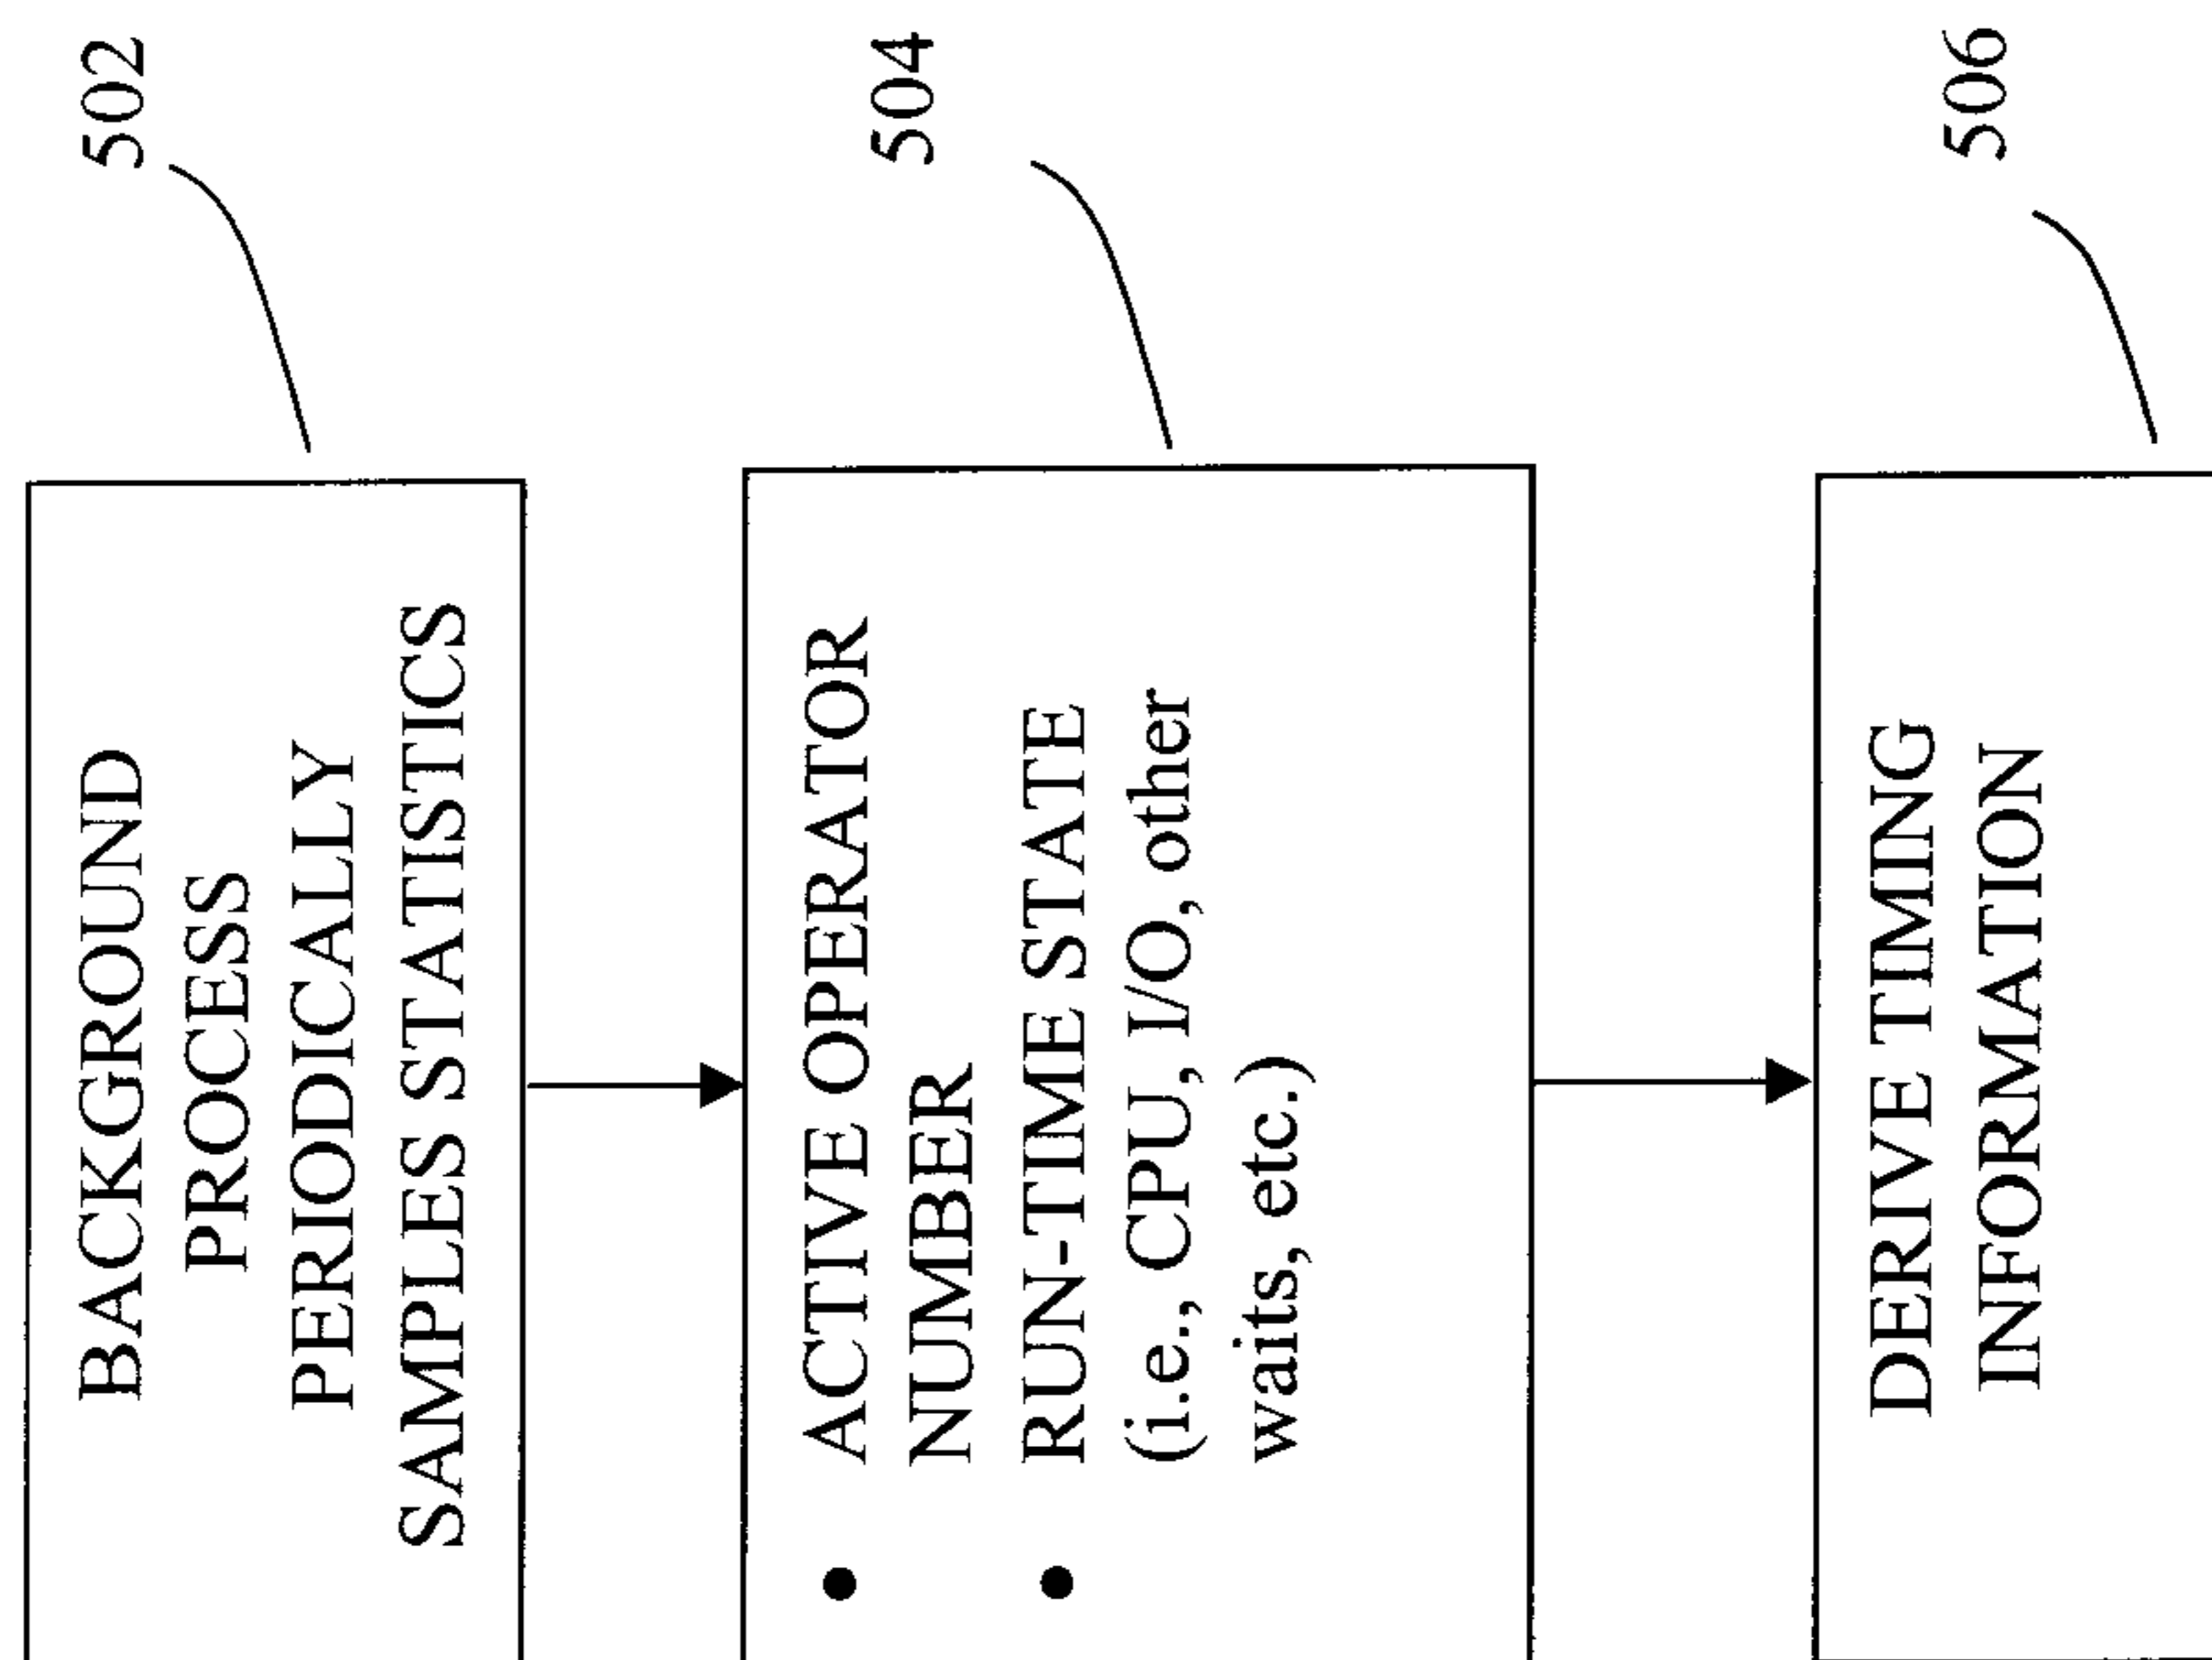 BACKGROUND
PROCESS
PERIODICALLY
SAMPLES STATISTICS
502
• ACTIVE OPERATOR
NUMBER
• RUN-TIME STATE
(i.e., CPU, I/O, other
waits, etc.)
504
DERIVE TIMING
INFORMATION
506